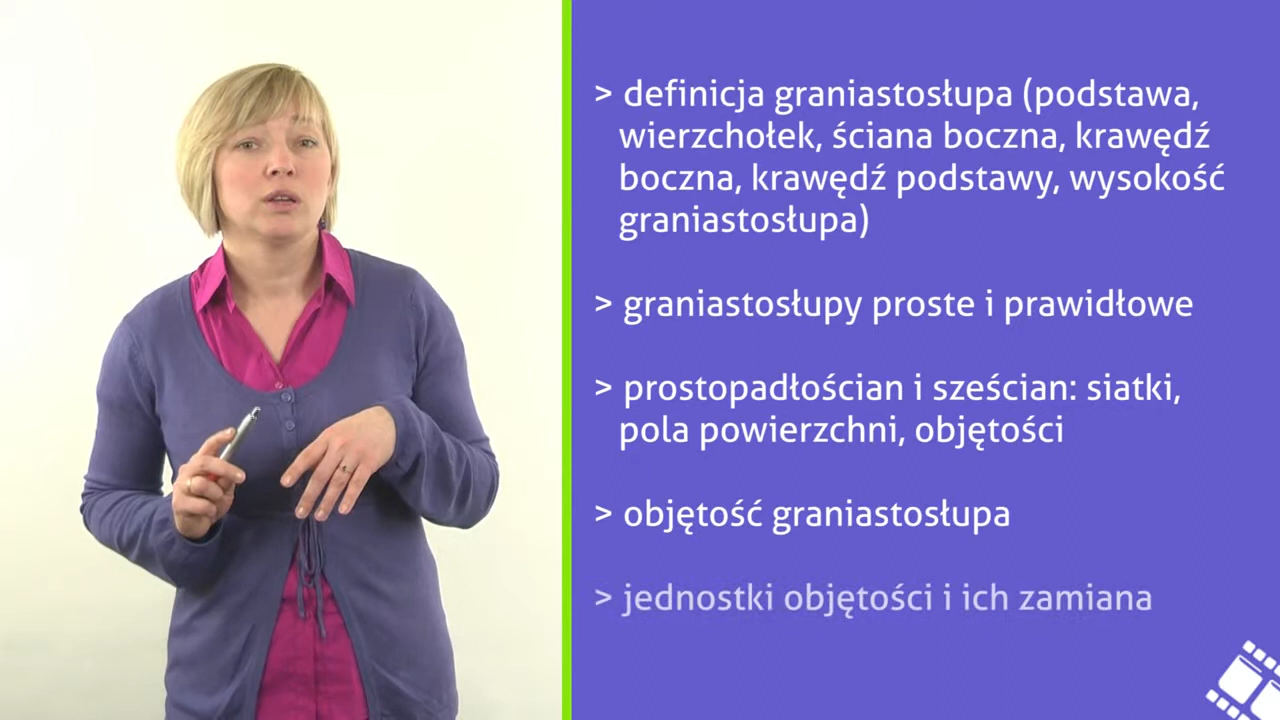 > definicja graniastosłupa (podstawa,
wierzchołek, ściana boczna, krawędź
boczna, krawędź podstawy, wysokość
graniastosłupa)
> graniastosłupy proste i prawidłowe
> prostopadłościan i sześcian: siatki,
pola powierzchni, objętości
> objętość graniastosłupa
> jednostki objętości i ich zamiana